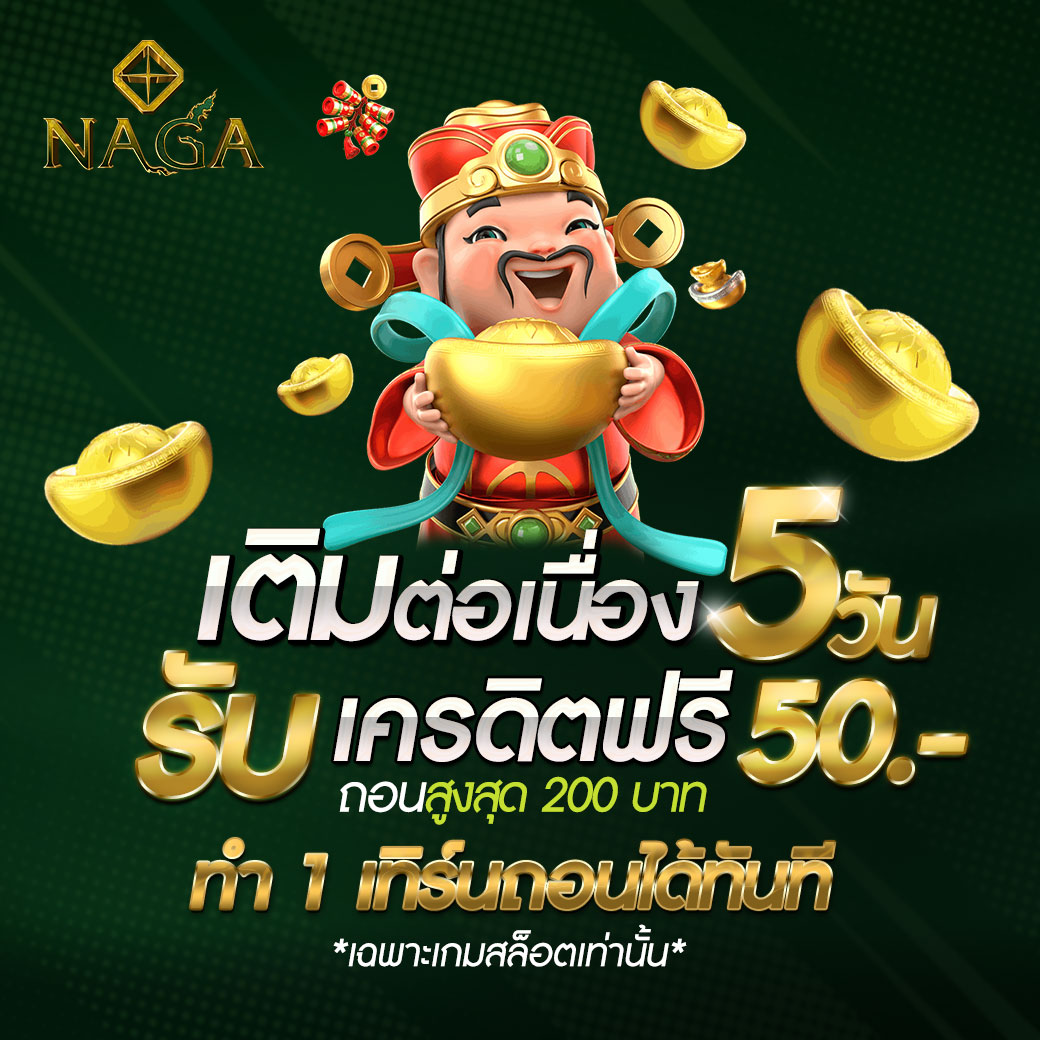 NAGA
เติมต่อเนื่อง 5 วัน
รับ เครดิตฟรี 50.-
ถอนสูงสุด 200 บาท
ทำ 1 เทิร์นถอนได้ทันที
*เฉพาะเกมสล็อตเท่านั้น*